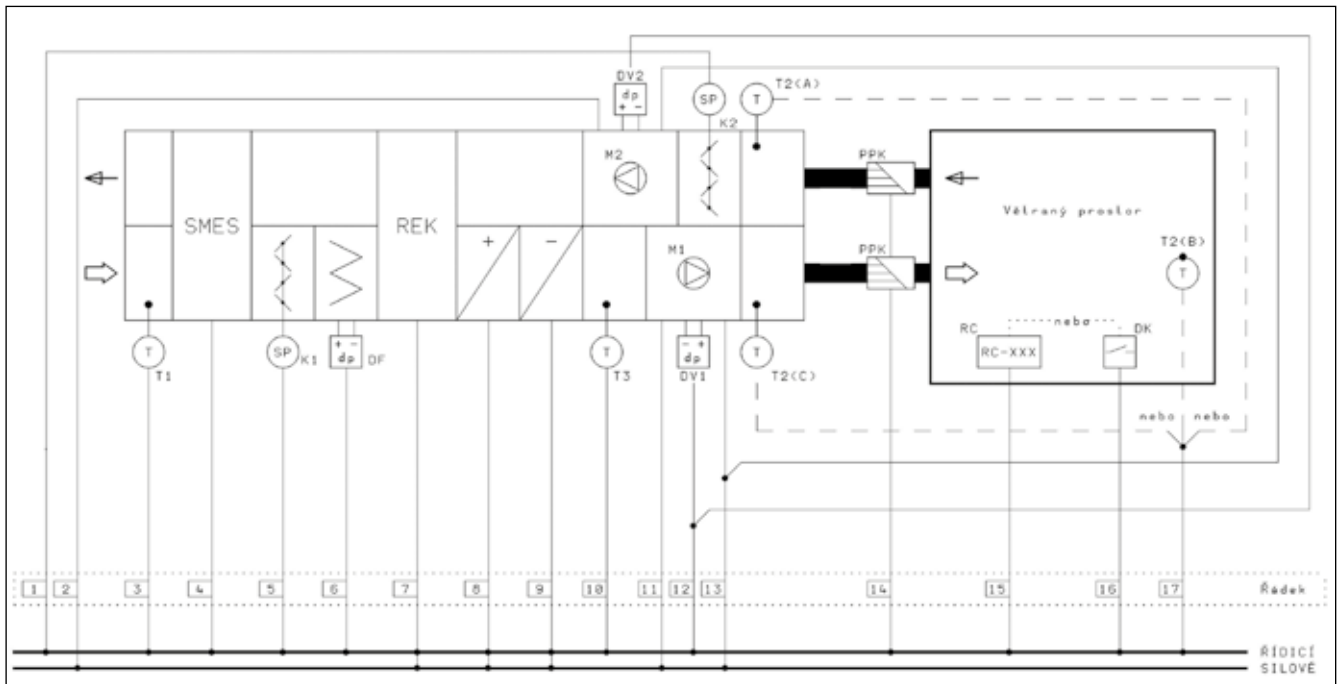 DV2
dp
+ -
SP
T
T2(A)
K2
M2
PPK
SMES
REK
Větraný prostor
+
-
M1
PPK
T2(B)
T
nebo
RC
DK
RC-XXX
T
T1
SP
K1
+ -
dp
DF
T
T3
- +
dp
DV1
T
T2(C)
nebo nebo
1 2 3 4 5 6 7 8 9 10 11 12 13 14 15 16 17 Řádek
ŘÍDICÍ
SILOVÉ